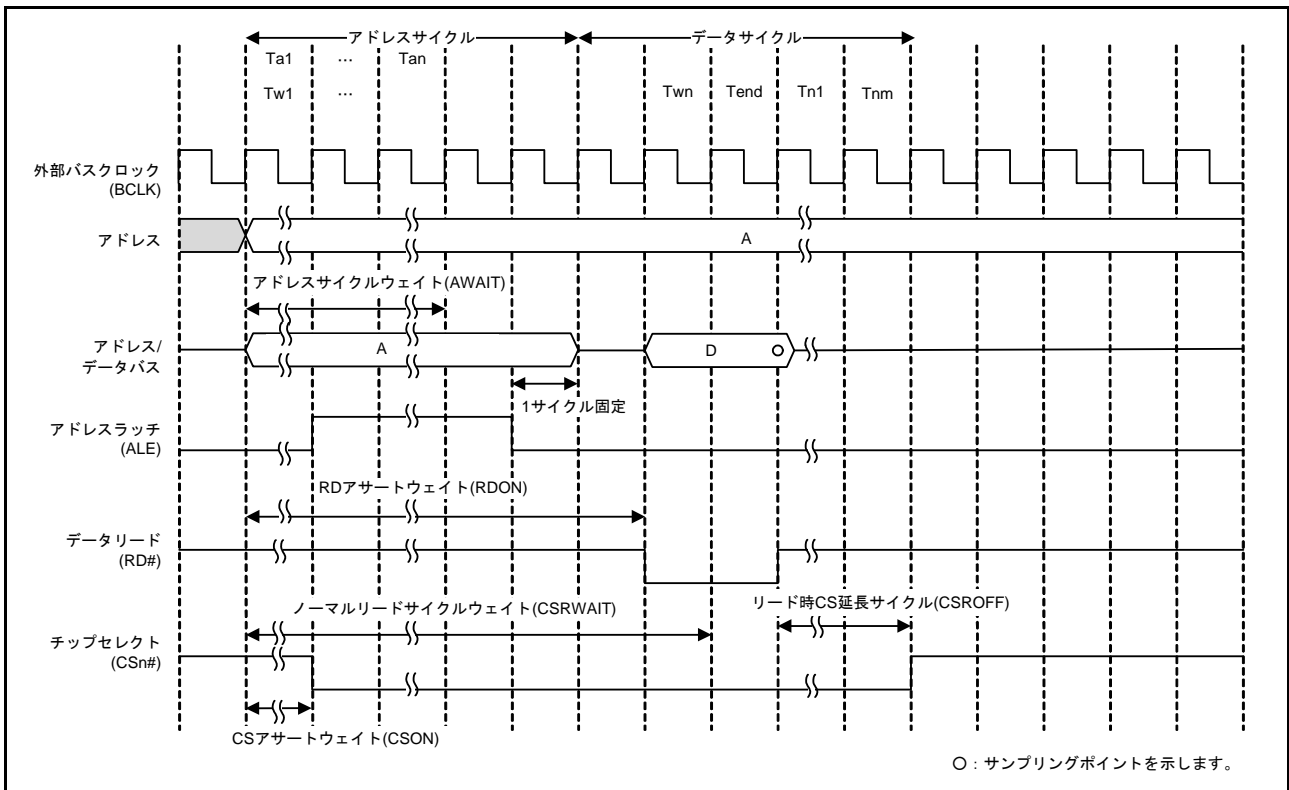 アドレスサイクル データサイクル
Ta1 … Tan
Tw1 … Twn Tend Tn1 Tnm
外部バスクロック
(BCLK)
アドレス A
アドレスサイクルウェイト(AWAIT)
アドレス/
データバス
A D
1サイクル固定
アドレスラッチ
(ALE)
RDアサートウェイト(RDON)
データリード
(RD#)
ノーマルリードサイクルウェイト(CSRWAIT) リード時CS延長サイクル(CSROFF)
チップセレクト
(CSn#)
CSアサートウェイト(CSON)
○:サンプリングポイントを示します。